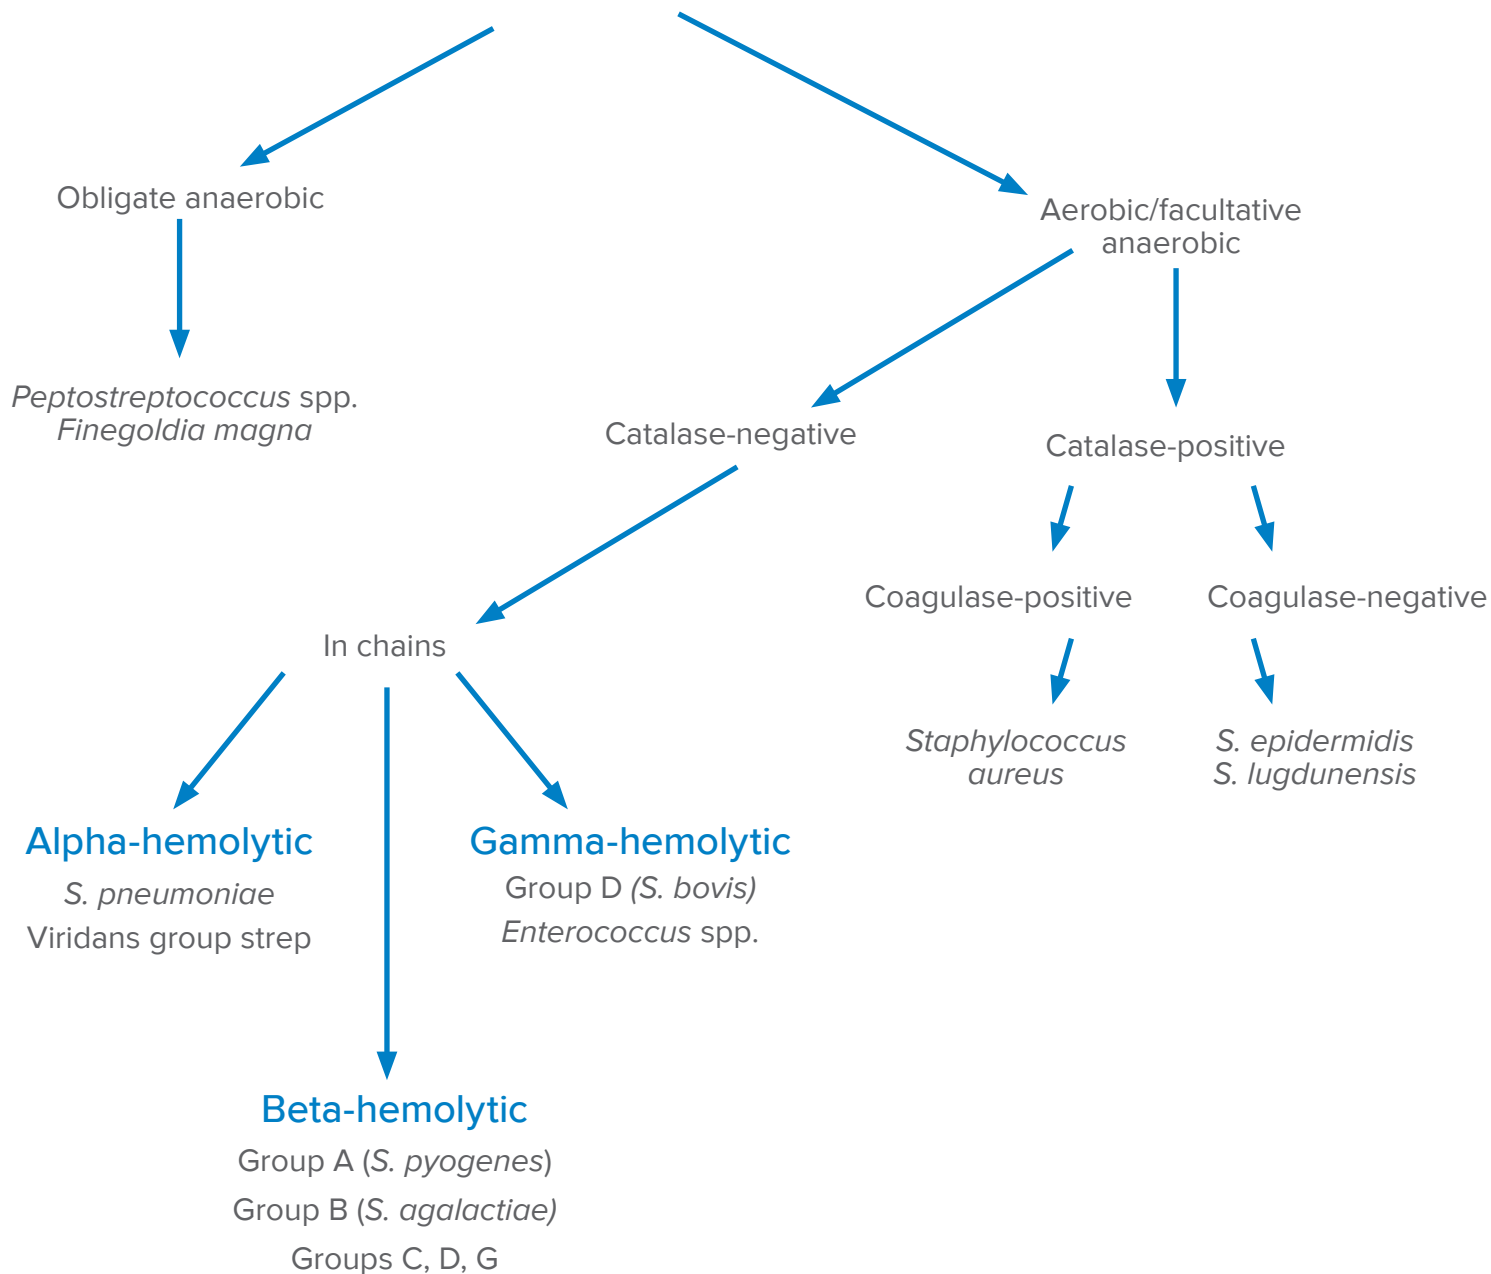 Obligate anaerobic
Aerobic/facultative
anaerobic
Peptostreptococcus spp.
Finegoldia magna
Catalase-negative
Catalase-positive
Coagulase-positive
Coagulase-negative
In chains
Staphylococcus
aureus
S. epidermidis
S. lugdunensis
Alpha-hemolytic
S. pneumoniae
Viridans group strep
Gamma-hemolytic
Group D (S. bovis)
Enterococcus spp.
Beta-hemolytic
Group A (S. pyogenes)
Group B (S. agalactiae)
Groups C, D, G